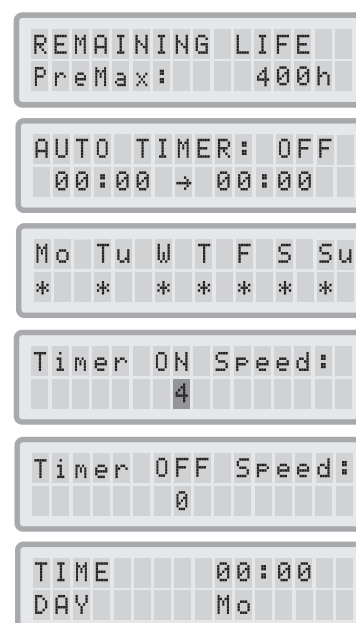 REMAINING LIFE
PreMax: 400h
AUTO TIMER: OFF
00:00 → 00:00
Mo Tu W T F S Su
* * * * * * *
Timer ON Speed:
4
Timer OFF Speed:
0
TIME 00:00
DAY Mo